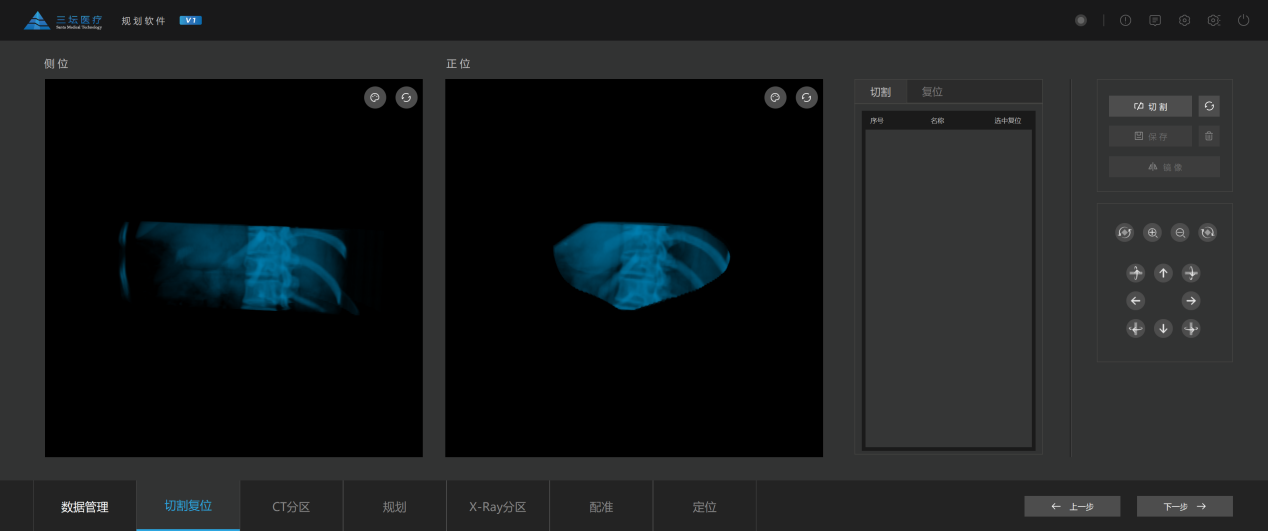 三坛医疗
Santa Medical Technology
规划软件
V1
侧位
正位
切割
复位
序号
名称
选中复位
切割
保存
镜像
数据管理
切割复位
CT分区
规划
X-Ray分区
配准
定位
上一步
下一步